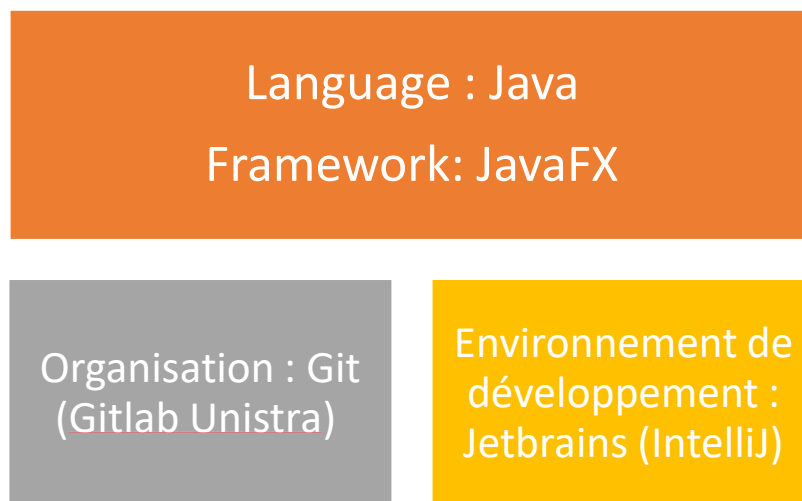 Language : Java
Framework: JavaFX
Organisation : Git
(Gitlab Unistra)
Environnement de
développement :
Jetbrains (IntelliJ)